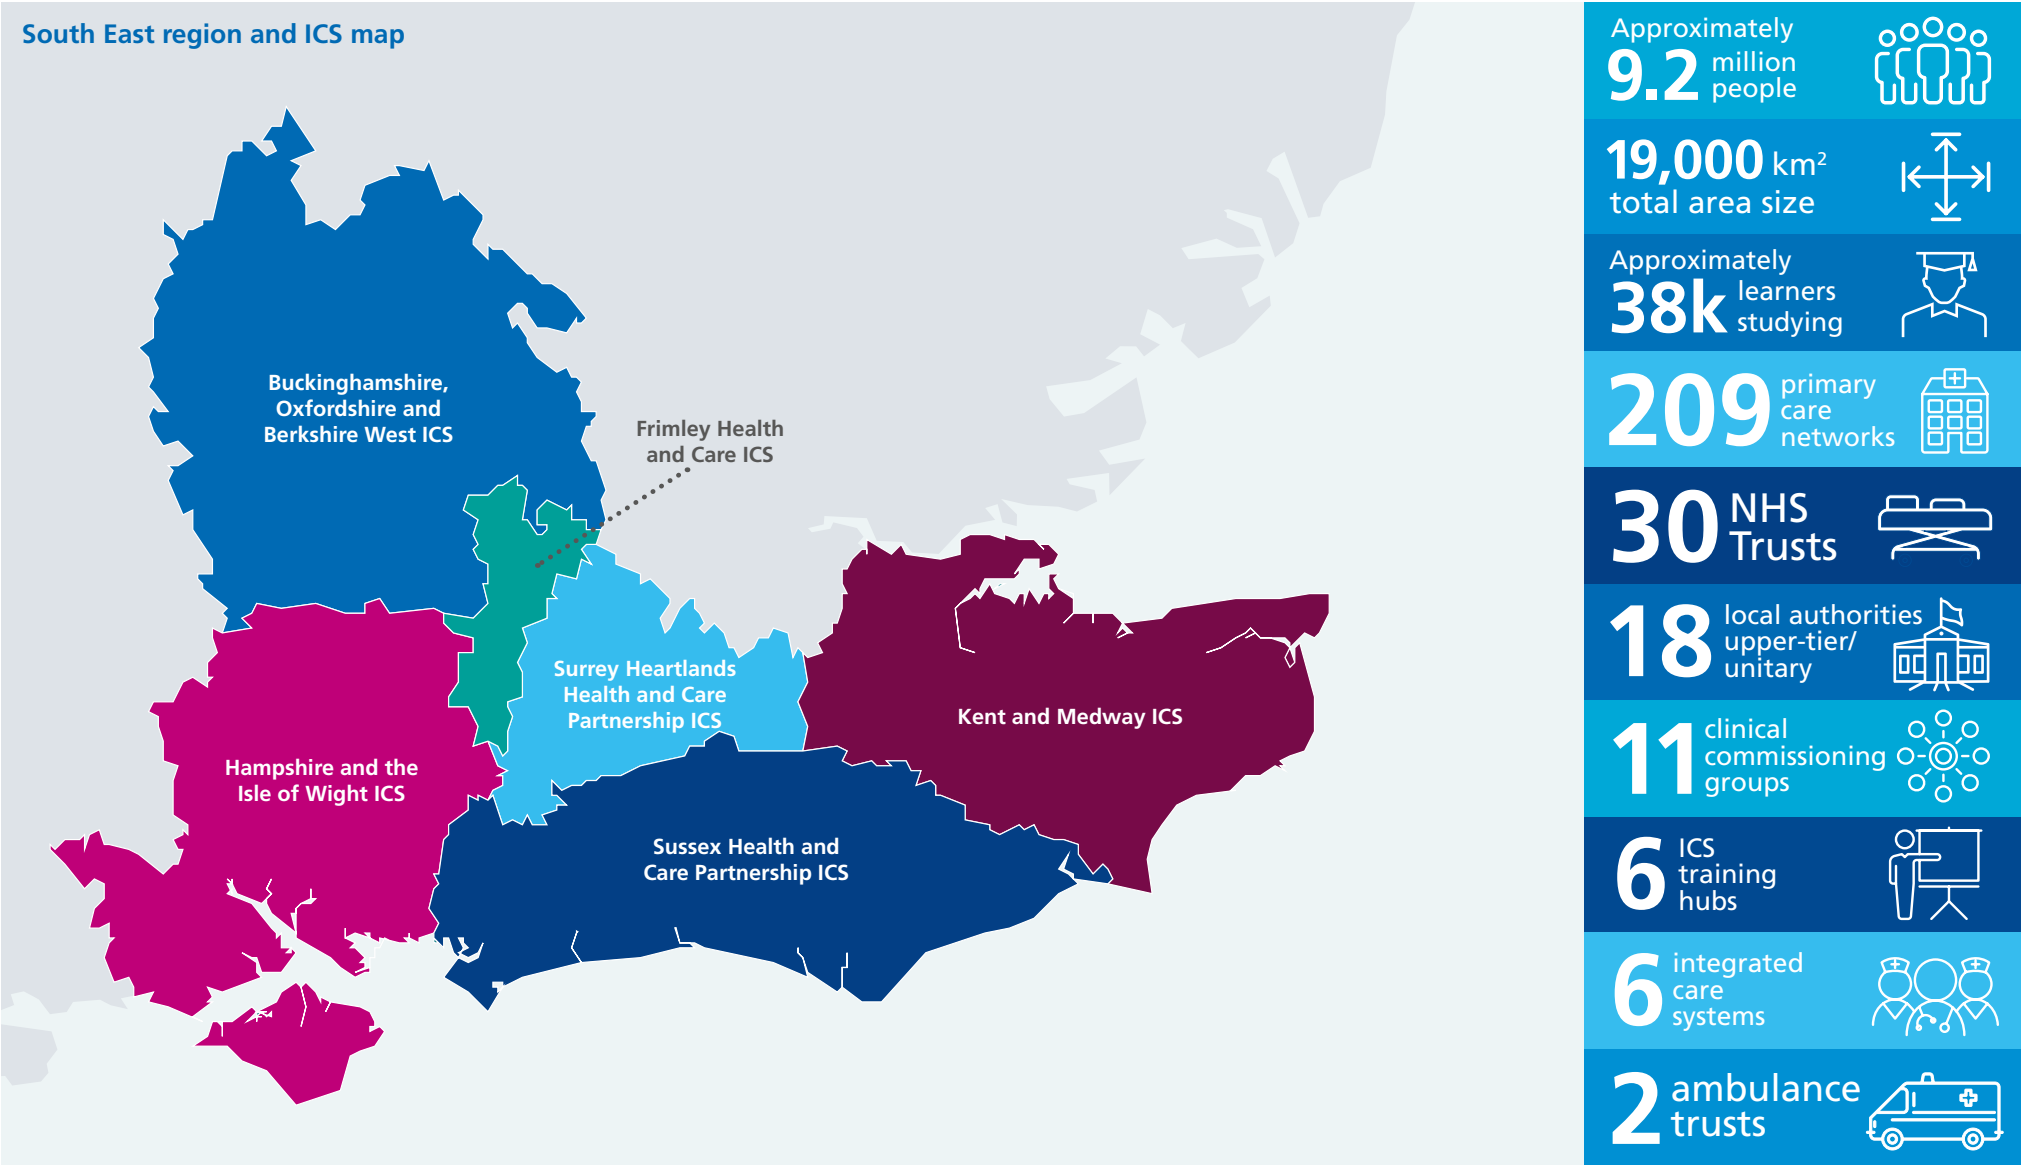 South East region and ICS map
Buckinghamshire,
Oxfordshire and
Berkshire West ICS
Frimley Health
and Care ICS
Surrey Heartlands
Health and Care
Partnership ICS
Kent and Medway ICS
Hampshire and the
Isle of Wight ICS
Sussex Health and
Care Partnership ICS
Approximately
9.2 million
people
19,000 km²
total area size
Approximately
38k learners
studying
209 primary
care
networks
30 NHS
Trusts
18 local authorities
upper-tier/
unitary
11 clinical
commissioning
groups
6 ICS
training
hubs
6 integrated
care
systems
2 ambulance
trusts